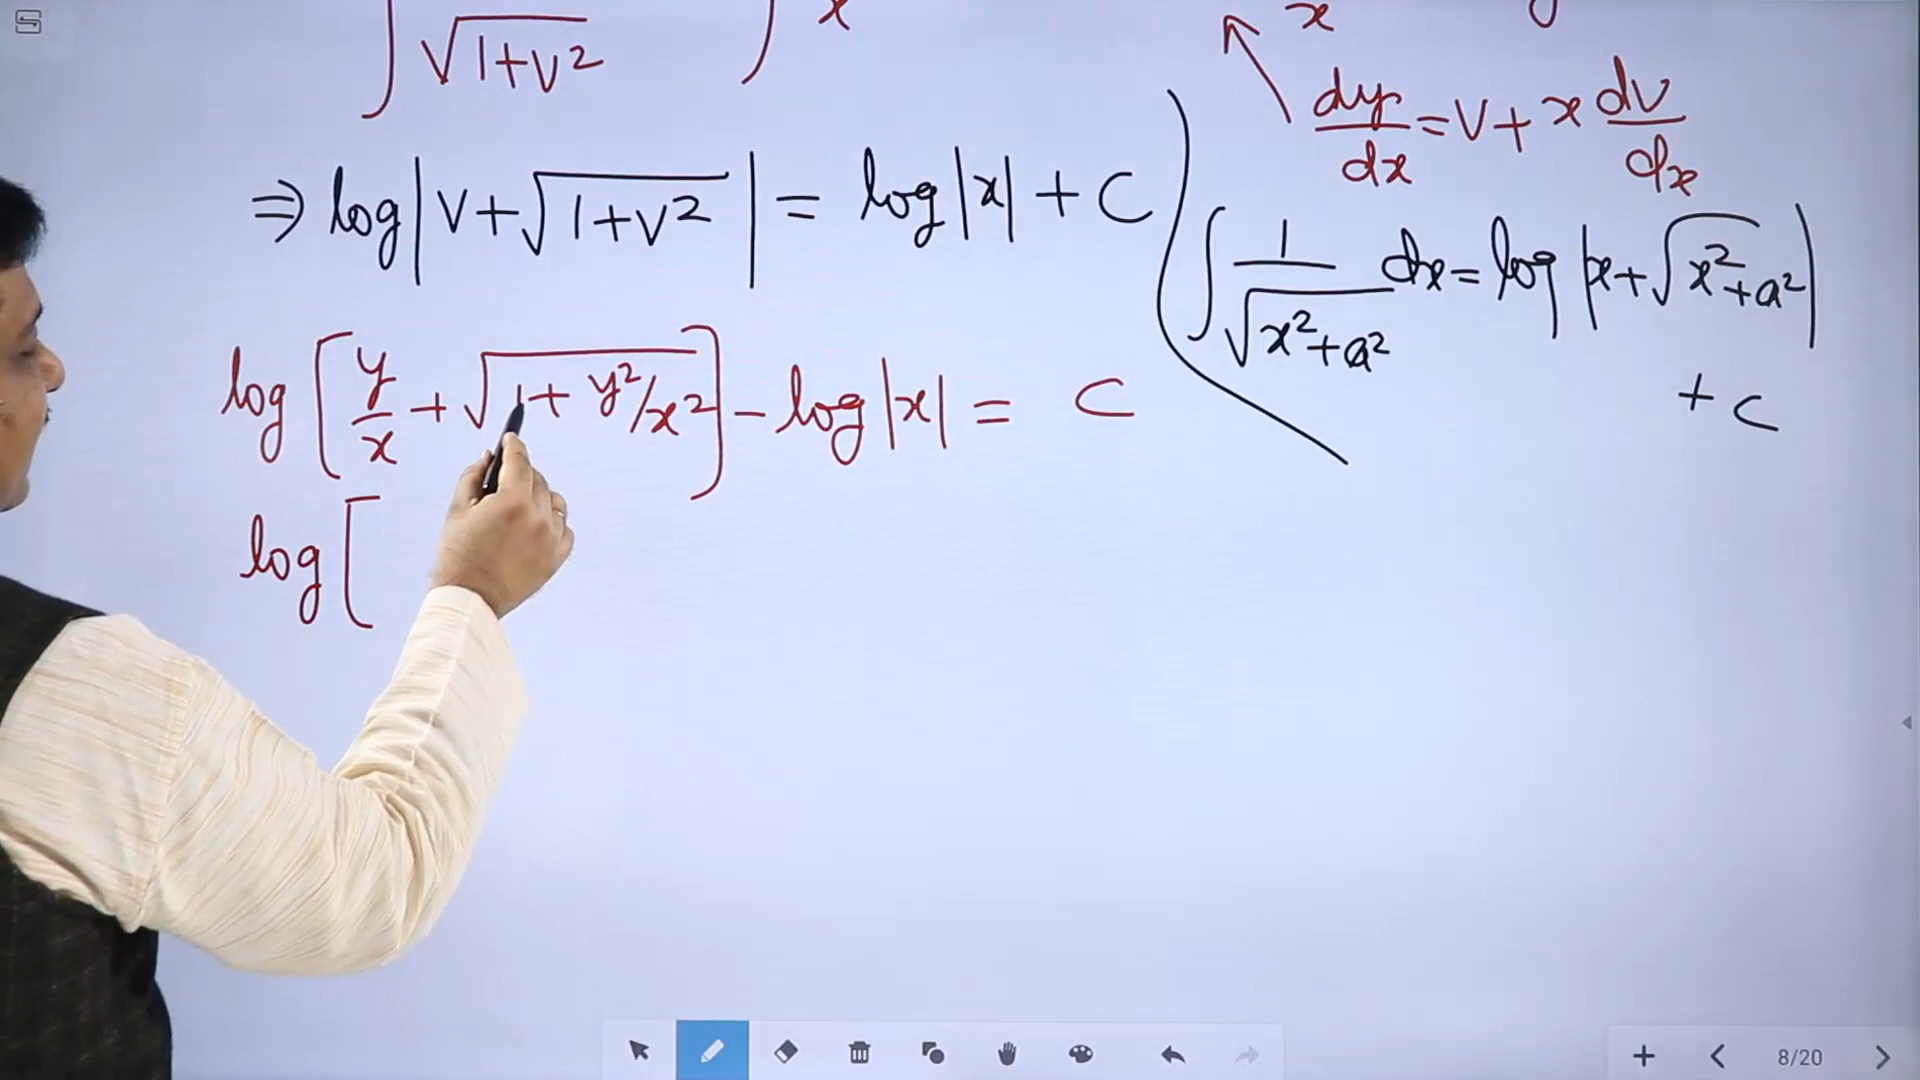 ∫ √(1+v²) ∫ x
⇒ log|v+√(1+v²)| = log|x| + C
log[y/x + √(1+y²/x²)] - log|x| = C
log[
x
dy/dx = v + x dv/dx
∫ 1/√(x²+a²) dx = log|x+√(x²+a²)|
+ C
8/20